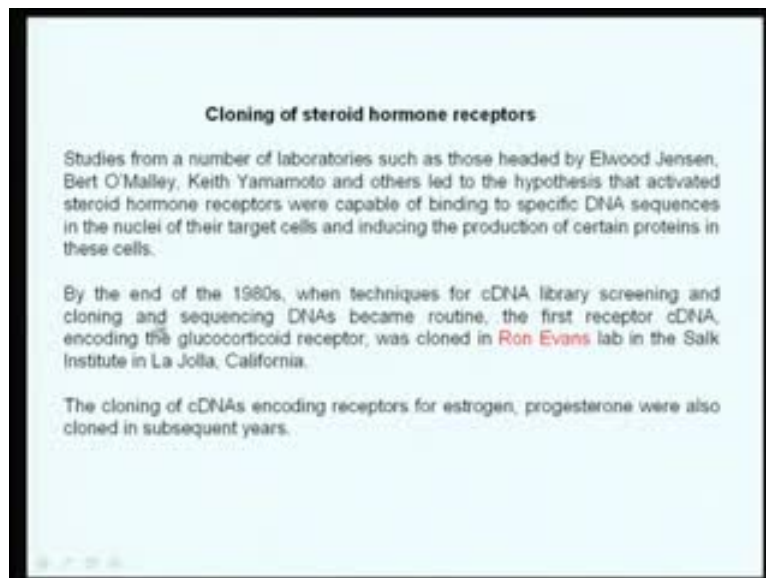 Cloning of steroid hormone receptors
Studies from a number of laboratories such as those headed by Elwood Jensen,
Bert O'Malley, Keith Yamamoto and others led to the hypothesis that activated
steroid hormone receptors were capable of binding to specific DNA sequences
in the nuclei of their target cells and inducing the production of certain proteins in
these cells.
By the end of the 1980s, when techniques for cDNA library screening and
cloning and sequencing DNAs became routine, the first receptor cDNA,
encoding the glucocorticoid receptor, was cloned in Ron Evans lab in the Salk
Institute in La Jolla, California.
The cloning of cDNAs encoding receptors for estrogen, progesterone were also
cloned in subsequent years.